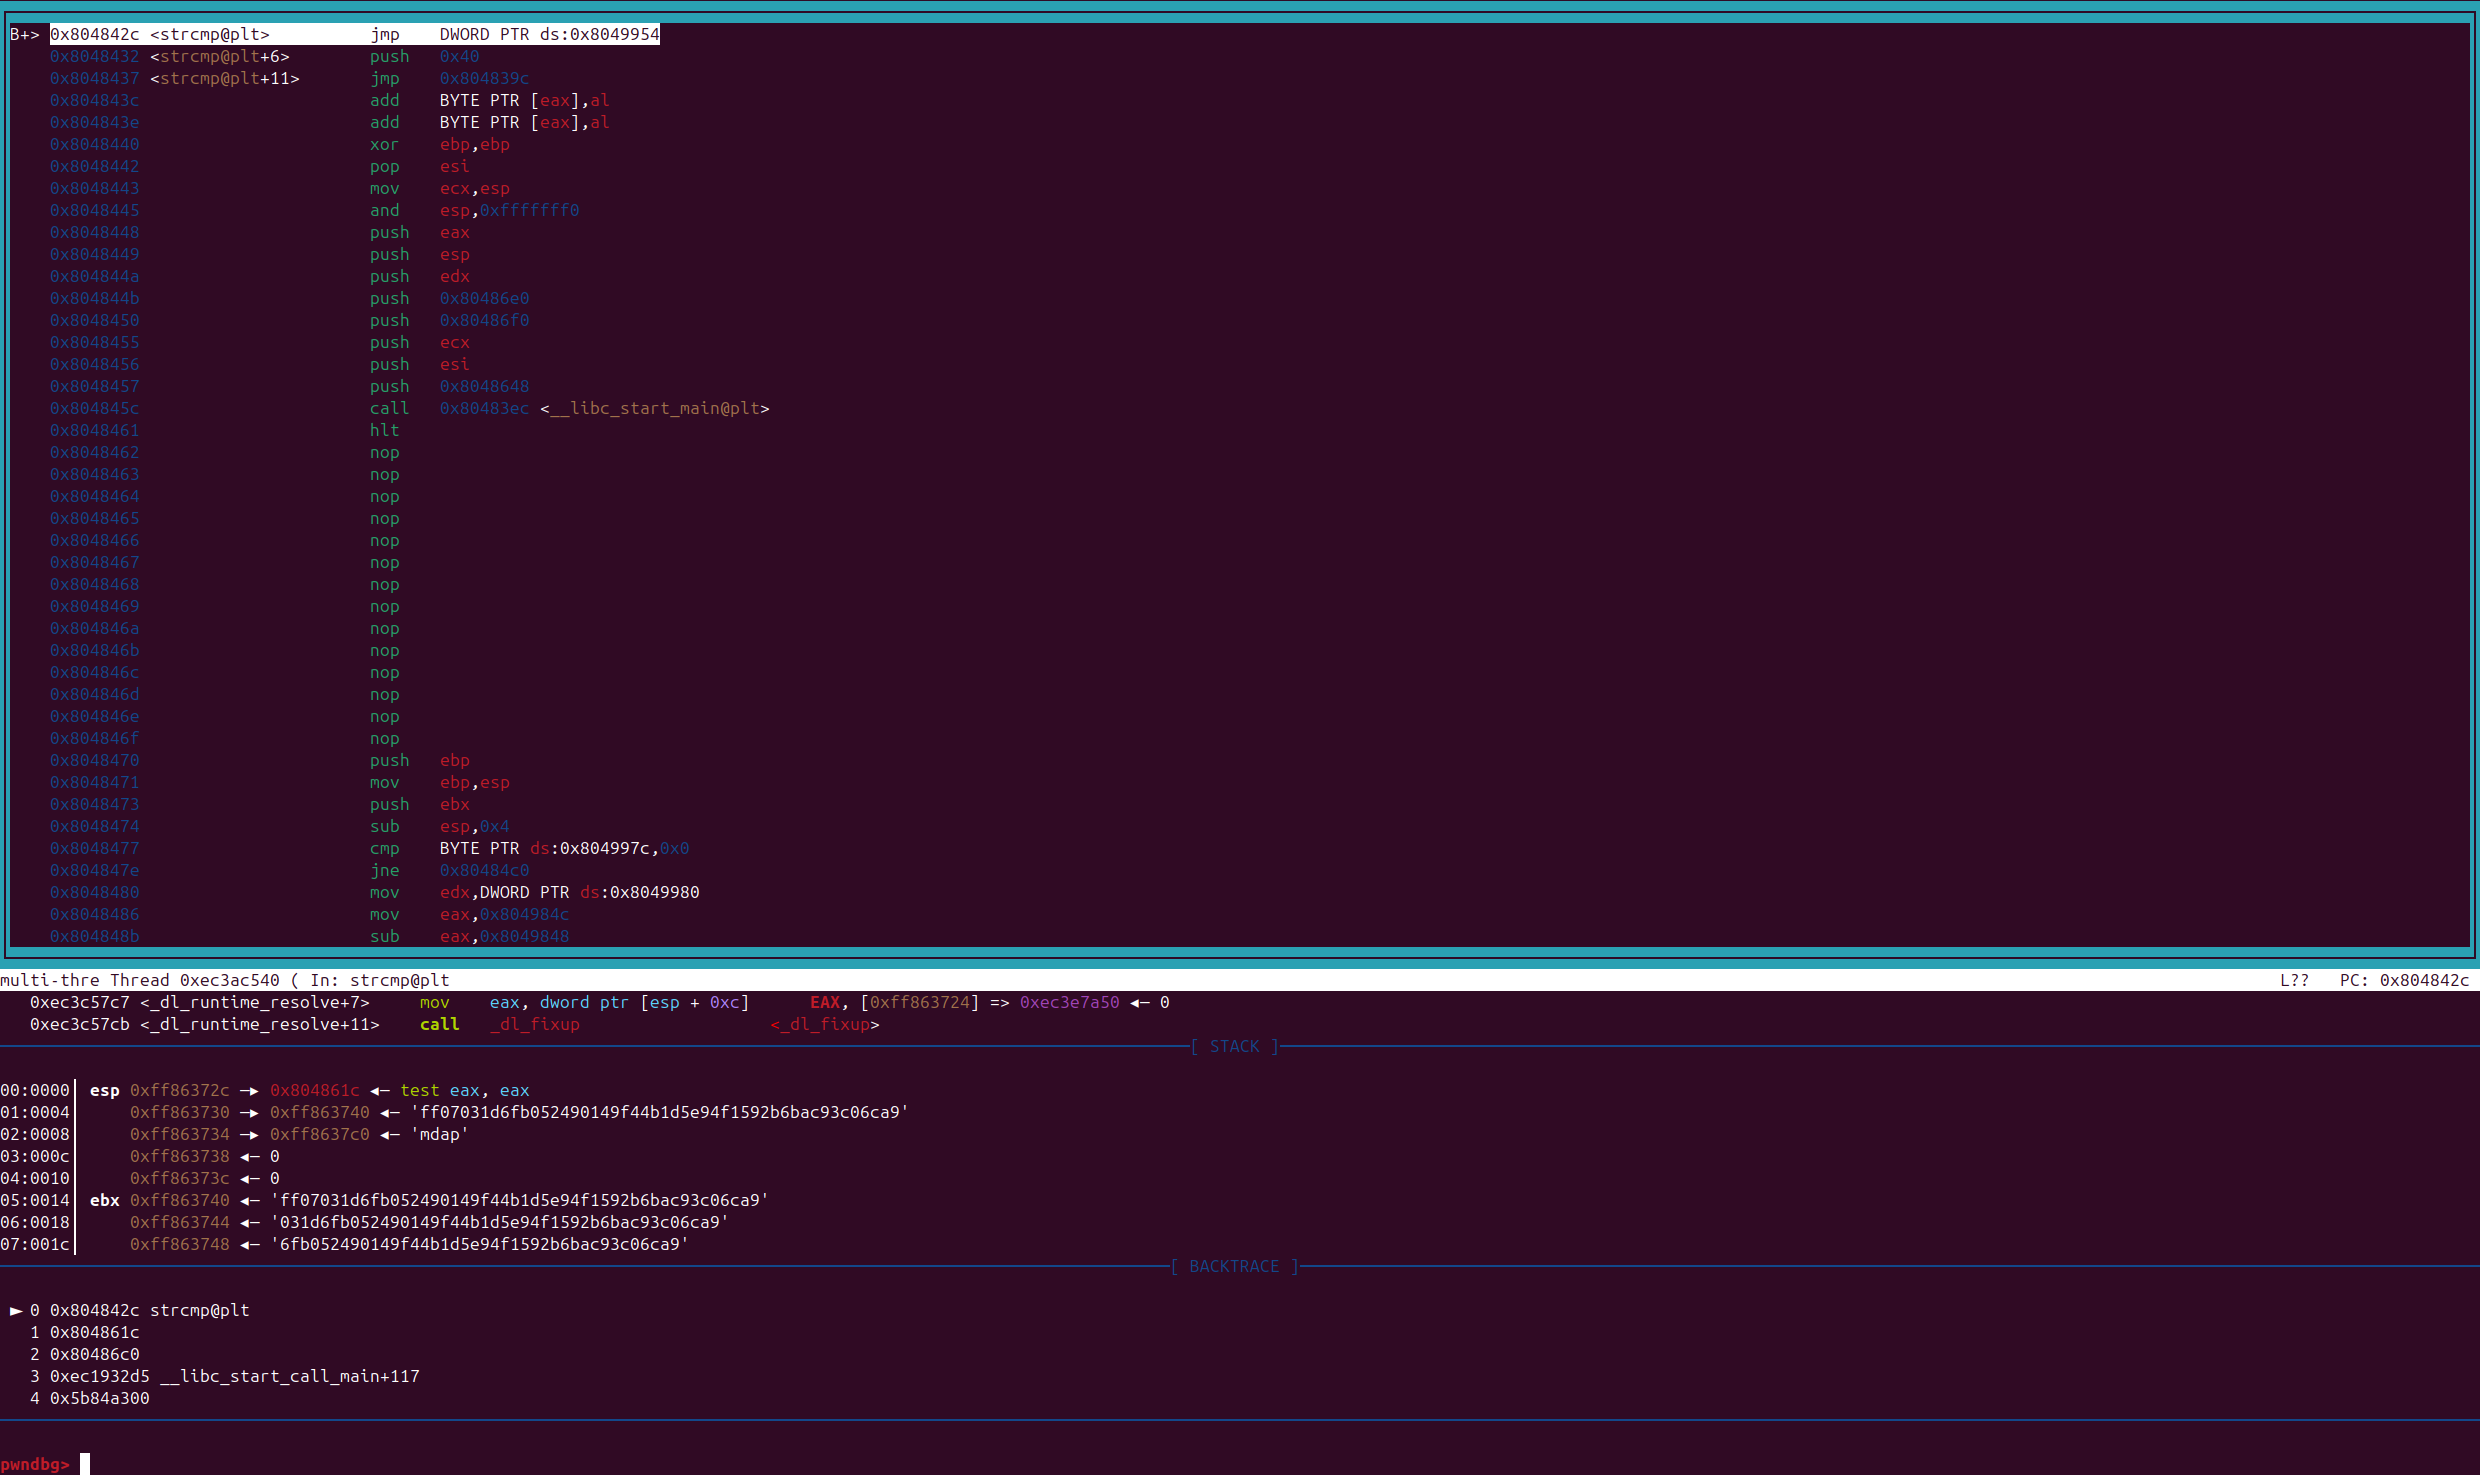 B+> 0x804842c <strcmp@plt> jmp DWORD PTR ds:0x8049954
0x8048432 <strcmp@plt+6> push 0x40
0x8048437 <strcmp@plt+11> jmp 0x804839c
0x804843c add BYTE PTR [eax],al
0x804843e add BYTE PTR [eax],al
0x8048440 xor ebp,ebp
0x8048442 pop esi
0x8048443 mov ecx,esp
0x8048445 and esp,0xfffffff0
0x8048448 push eax
0x8048449 push esp
0x804844a push edx
0x804844b push 0x80486e0
0x8048450 push 0x80486f0
0x8048455 push ecx
0x8048456 push esi
0x8048457 push 0x8048648
0x804845c call 0x80483ec <__libc_start_main@plt>
0x8048461 hlt
0x8048462 nop
0x8048463 nop
0x8048464 nop
0x8048465 nop
0x8048466 nop
0x8048467 nop
0x8048468 nop
0x8048469 nop
0x804846a nop
0x804846b nop
0x804846c nop
0x804846d nop
0x804846e nop
0x804846f nop
0x8048470 push ebp
0x8048471 mov ebp,esp
0x8048473 push ebx
0x8048474 sub esp,0x4
0x8048477 cmp BYTE PTR ds:0x804997c,0x0
0x804847e jne 0x80484c0
0x8048480 mov edx,DWORD PTR ds:0x8049980
0x8048486 mov eax,0x804984c
0x804848b sub eax,0x8049848
multi-thre Thread 0xec3ac540 ( In: strcmp@plt L?? PC: 0x804842c
0xec3c57c7 <_dl_runtime_resolve+7> mov eax, dword ptr [esp + 0xc] EAX, [0xff863724] => 0xec3e7a50 ◂— 0
0xec3c57cb <_dl_runtime_resolve+11> call _dl_fixup <_dl_fixup>
[ STACK ]
00:0000│ esp 0xff86372c —▸ 0x804861c ◂— test eax, eax
01:0004│ 0xff863730 —▸ 0xff863740 ◂— 'ff07031d6fb052490149f44b1d5e94f1592b6bac93c06ca9'
02:0008│ 0xff863734 —▸ 0xff8637c0 ◂— 'mdap'
03:000c│ 0xff863738 ◂— 0
04:0010│ 0xff86373c ◂— 0
05:0014│ ebx 0xff863740 ◂— 'ff07031d6fb052490149f44b1d5e94f1592b6bac93c06ca9'
06:0018│ 0xff863744 ◂— '031d6fb052490149f44b1d5e94f1592b6bac93c06ca9'
07:001c│ 0xff863748 ◂— '6fb052490149f44b1d5e94f1592b6bac93c06ca9'
[ BACKTRACE ]
► 0 0x804842c strcmp@plt
1 0x804861c
2 0x80486c0
3 0xec1932d5 __libc_start_call_main+117
4 0x5b84a300
pwndbg>